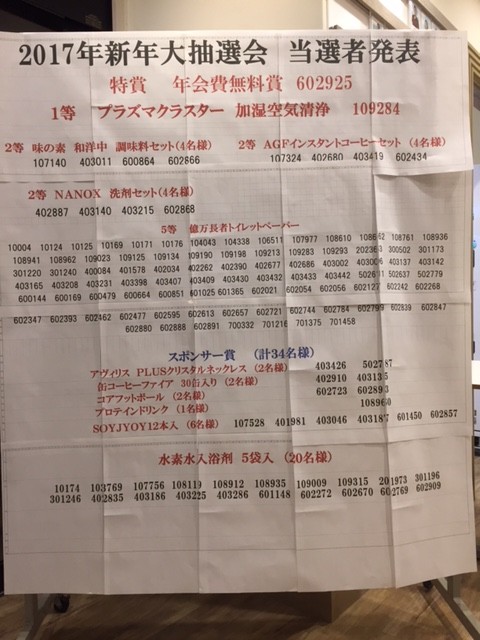 2017年新年大抽選会 当選者発表
特賞 年会費無料賞 602925
1等 プラズマクラスター 加湿空気清浄 109284
2等 味の素 和洋中 調味料セット(4名様)
107140 403011 600864 602866
2等 AGFインスタントコーヒーセット (4名様)
107324 402680 403419 602434
2等 NANOX 洗剤セット(4名様)
402887 403140 403215 602868
5等 億万長者トイレットペーパー
10004 10124 10125 10169 10171 10176 104043 104338 106511 107977 108610 108662 108761 108936
108941 108962 109023 109125 109134 109190 109198 109213 109283 109293 202363 300502 301173
301220 301240 400084 401578 402034 402262 402390 402677 402686 403002 403006 403137 403142
403165 403208 403231 403398 403407 403409 403430 403432 403433 403442 502637 502779
600144 600169 600479 600664 600851 601025 601365 602021 602054 602056 602127 602242 602268
602347 602393 602462 602477 602595 602613 602657 602721 602744 602784 602799 602839 602847
602880 602888 602891 700332 701216 701375 701458
スポンサー賞 (計34名様)
アヴィリス PLUSクリスタルネックレス (2名様) 403426 502787
缶コーヒーファイア 30缶入り (2名様) 402910 403135
コアフットボール (2名様) 602723 602893
プロテインドリンク (1名様) 108960
SOYJYOY12本入 (6名様) 107528 401981 403046 403187 601450 602857
水素水入浴剤 5袋入 (20名様)
10174 103769 107756 108119 108912 108935 109009 109315 201973 301196
301246 402835 403186 403225 403286 601148 602272 602670 602769 602909